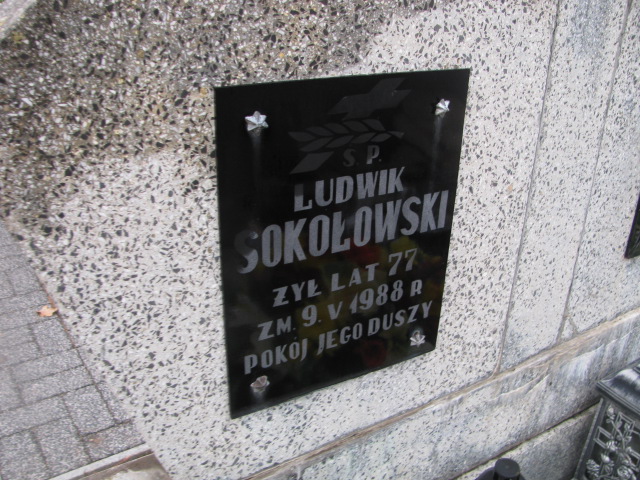 Ś. P.
LUDWIK
SOKOŁOWSKI
ŻYŁ LAT 77
ZM. 9. V 1988 R
POKÓJ JEGO DUSZY